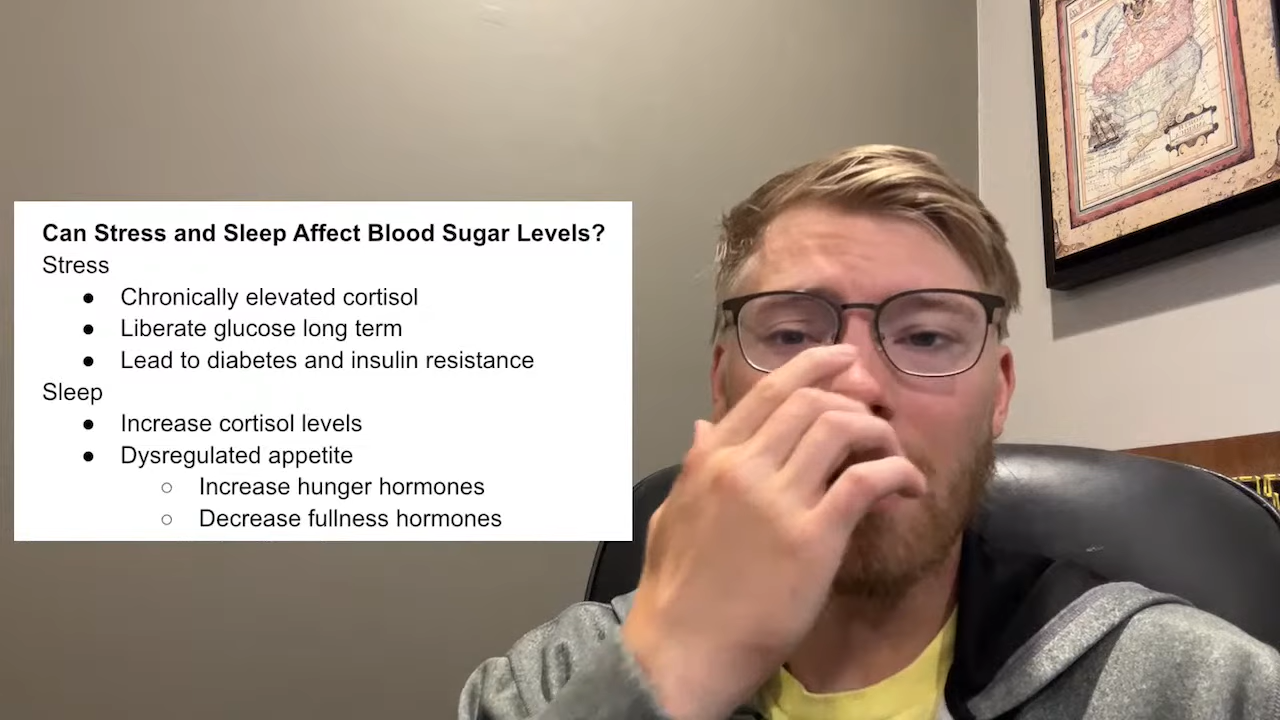 Can Stress and Sleep Affect Blood Sugar Levels?
Stress
● Chronically elevated cortisol
● Liberate glucose long term
● Lead to diabetes and insulin resistance
Sleep
● Increase cortisol levels
● Dysregulated appetite
○ Increase hunger hormones
○ Decrease fullness hormones